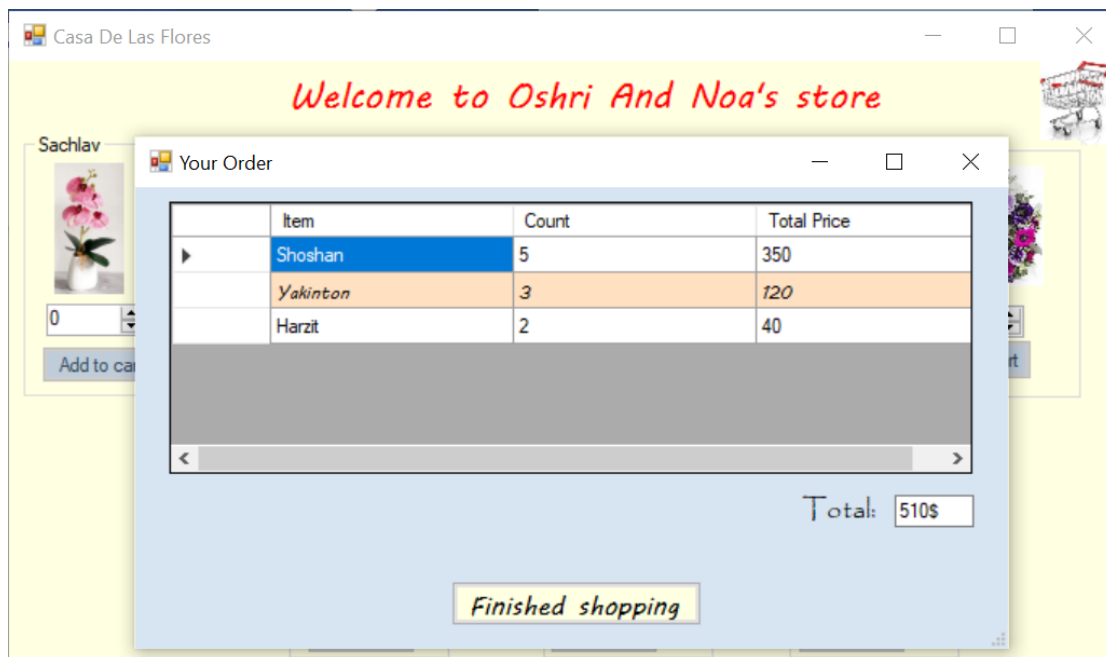 Casa De Las Flores
Welcome to Oshri And Noa's store
Sachlav
0
Add to car
Your Order
Item Count Total Price
Shoshan 5 350
Yakinton 3 120
Harzit 2 40
Total: 510$
Finished shopping
rt